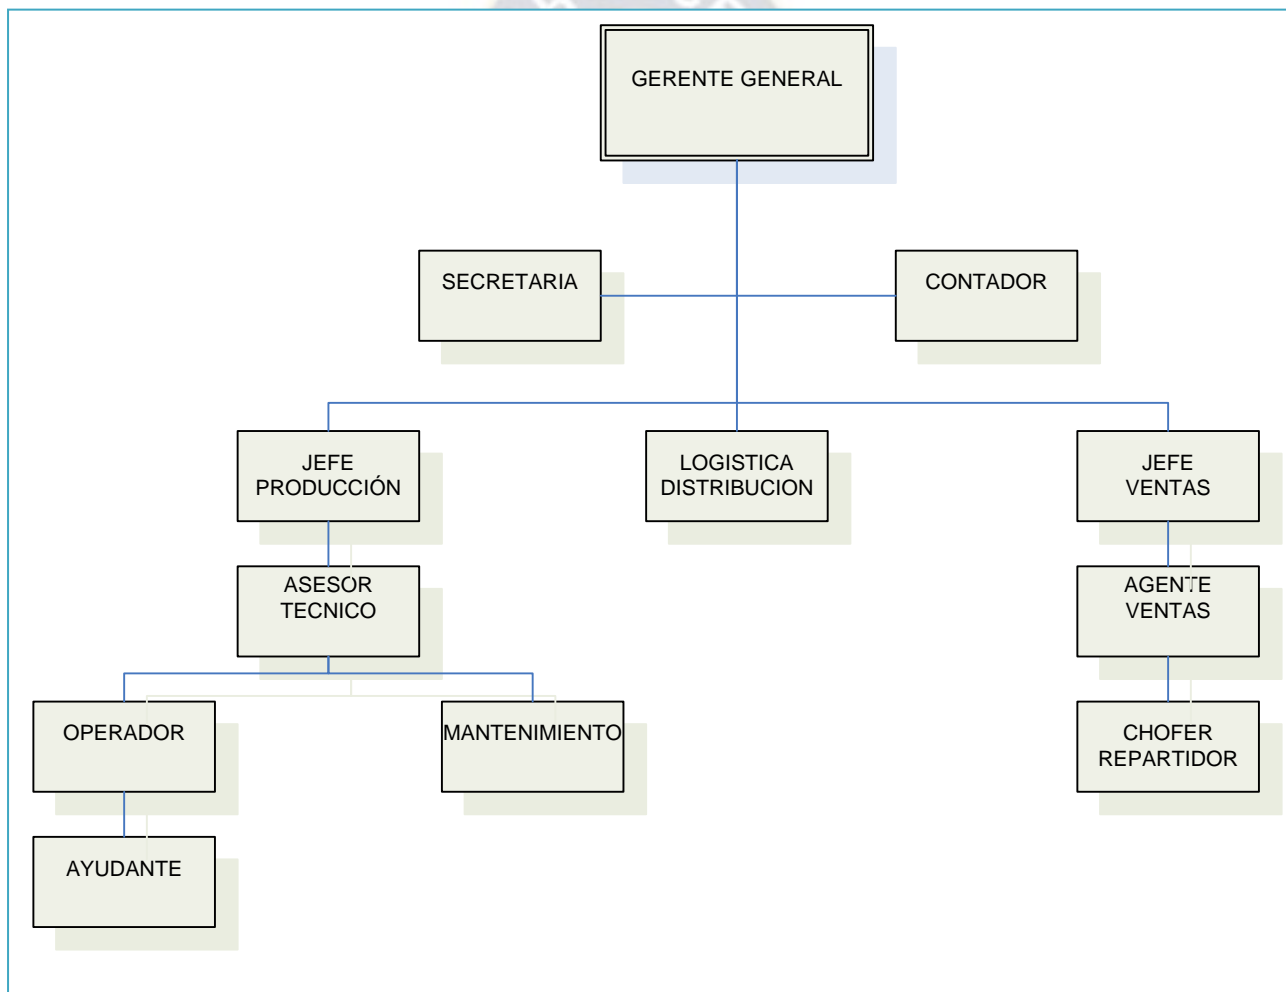 GERENTE GENERAL
SECRETARIA
CONTADOR
JEFE
PRODUCCIÓN
LOGISTICA
DISTRIBUCION
JEFE
VENTAS
ASESOR
TECNICO
AGENTE
VENTAS
OPERADOR
MANTENIMIENTO
CHOFER
REPARTIDOR
AYUDANTE